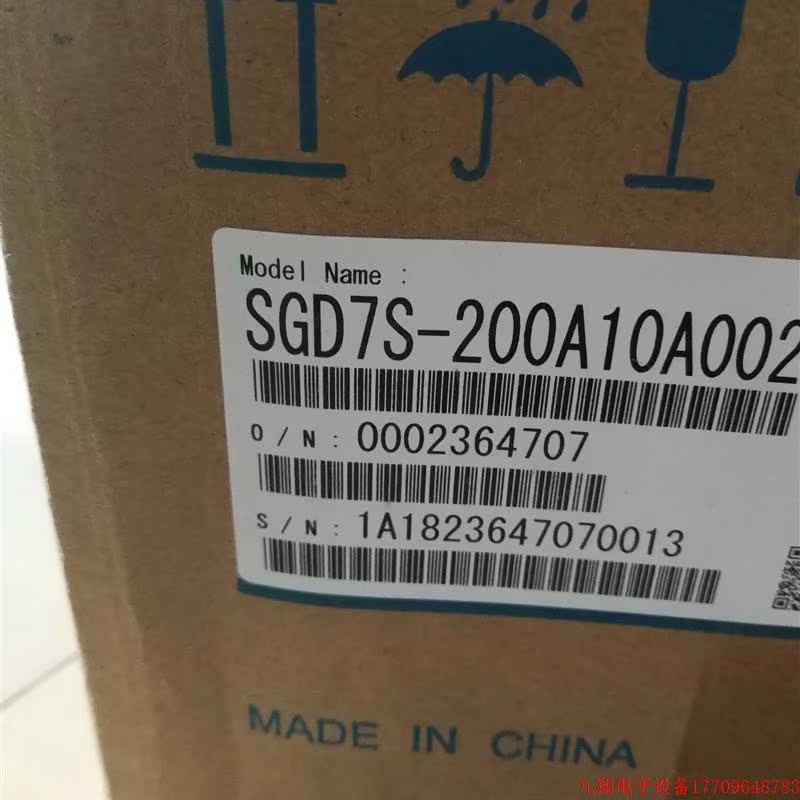 Model Name :
SGD7S-200A10A002
O/N : 0002364707
S/N : 1A1823647070013
MADE IN CHINA
九翔电子设备17709648783